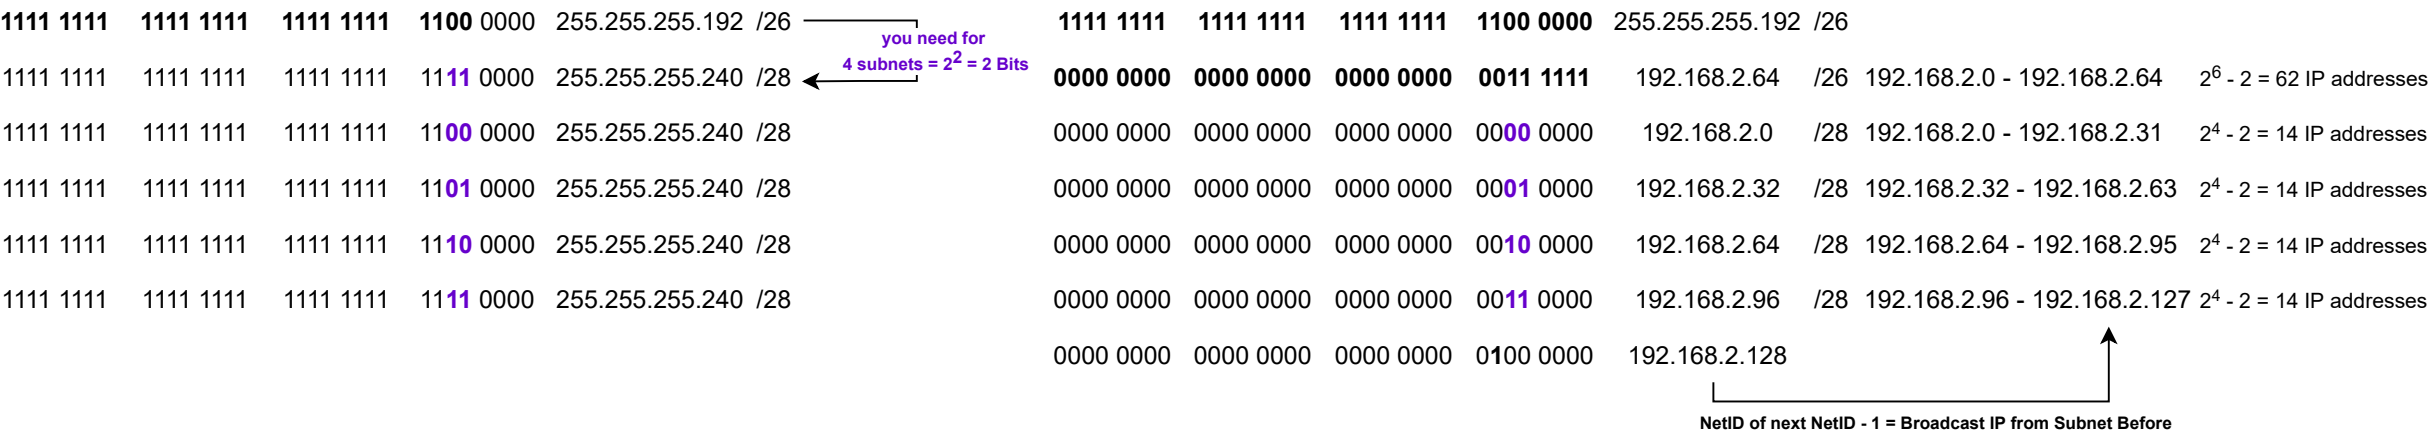 1111 1111 1111 1111 1111 1111 1100 0000 255.255.255.192 /26
you need for
4 subnets = 2² = 2 Bits
1111 1111 1111 1111 1111 1111 1111 0000 255.255.255.240 /28
1111 1111 1111 1111 1111 1111 1100 0000 255.255.255.240 /28
1111 1111 1111 1111 1111 1111 1101 0000 255.255.255.240 /28
1111 1111 1111 1111 1111 1111 1110 0000 255.255.255.240 /28
1111 1111 1111 1111 1111 1111 1111 0000 255.255.255.240 /28
1111 1111 1111 1111 1111 1111 1100 0000 255.255.255.192 /26
0000 0000 0000 0000 0000 0000 0011 1111 192.168.2.64 /26 192.168.2.0 - 192.168.2.64 2⁶ - 2 = 62 IP addresses
0000 0000 0000 0000 0000 0000 0000 0000 192.168.2.0 /28 192.168.2.0 - 192.168.2.31 2⁴ - 2 = 14 IP addresses
0000 0000 0000 0000 0000 0000 0001 0000 192.168.2.32 /28 192.168.2.32 - 192.168.2.63 2⁴ - 2 = 14 IP addresses
0000 0000 0000 0000 0000 0000 0010 0000 192.168.2.64 /28 192.168.2.64 - 192.168.2.95 2⁴ - 2 = 14 IP addresses
0000 0000 0000 0000 0000 0000 0011 0000 192.168.2.96 /28 192.168.2.96 - 192.168.2.127 2⁴ - 2 = 14 IP addresses
0000 0000 0000 0000 0000 0000 0100 0000 192.168.2.128
NetID of next NetID - 1 = Broadcast IP from Subnet Before